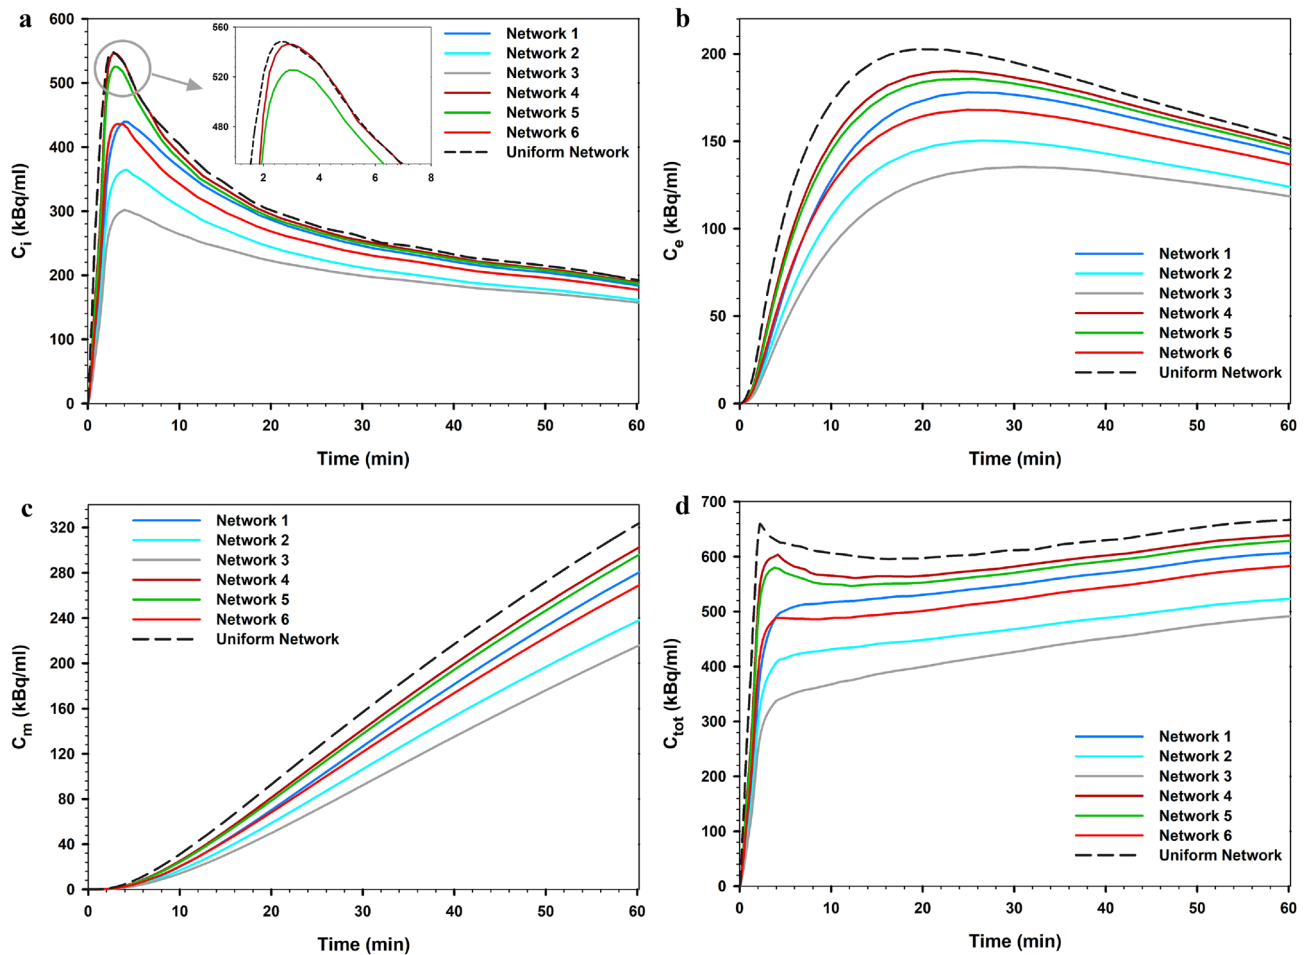 a
600
500
400
300
200
100
0
C_i (kBq/ml)
0 10 20 30 40 50 60
Time (min)
560
520
480
2 4 6 8
Network 1
Network 2
Network 3
Network 4
Network 5
Network 6
Uniform Network
b
200
150
100
50
0
C_e (kBq/ml)
0 10 20 30 40 50 60
Time (min)
Network 1
Network 2
Network 3
Network 4
Network 5
Network 6
Uniform Network
c
320
280
240
200
160
120
80
40
0
C_m (kBq/ml)
0 10 20 30 40 50 60
Time (min)
Network 1
Network 2
Network 3
Network 4
Network 5
Network 6
Uniform Network
d
700
600
500
400
300
200
100
0
C_tot (kBq/ml)
0 10 20 30 40 50 60
Time (min)
Network 1
Network 2
Network 3
Network 4
Network 5
Network 6
Uniform Network